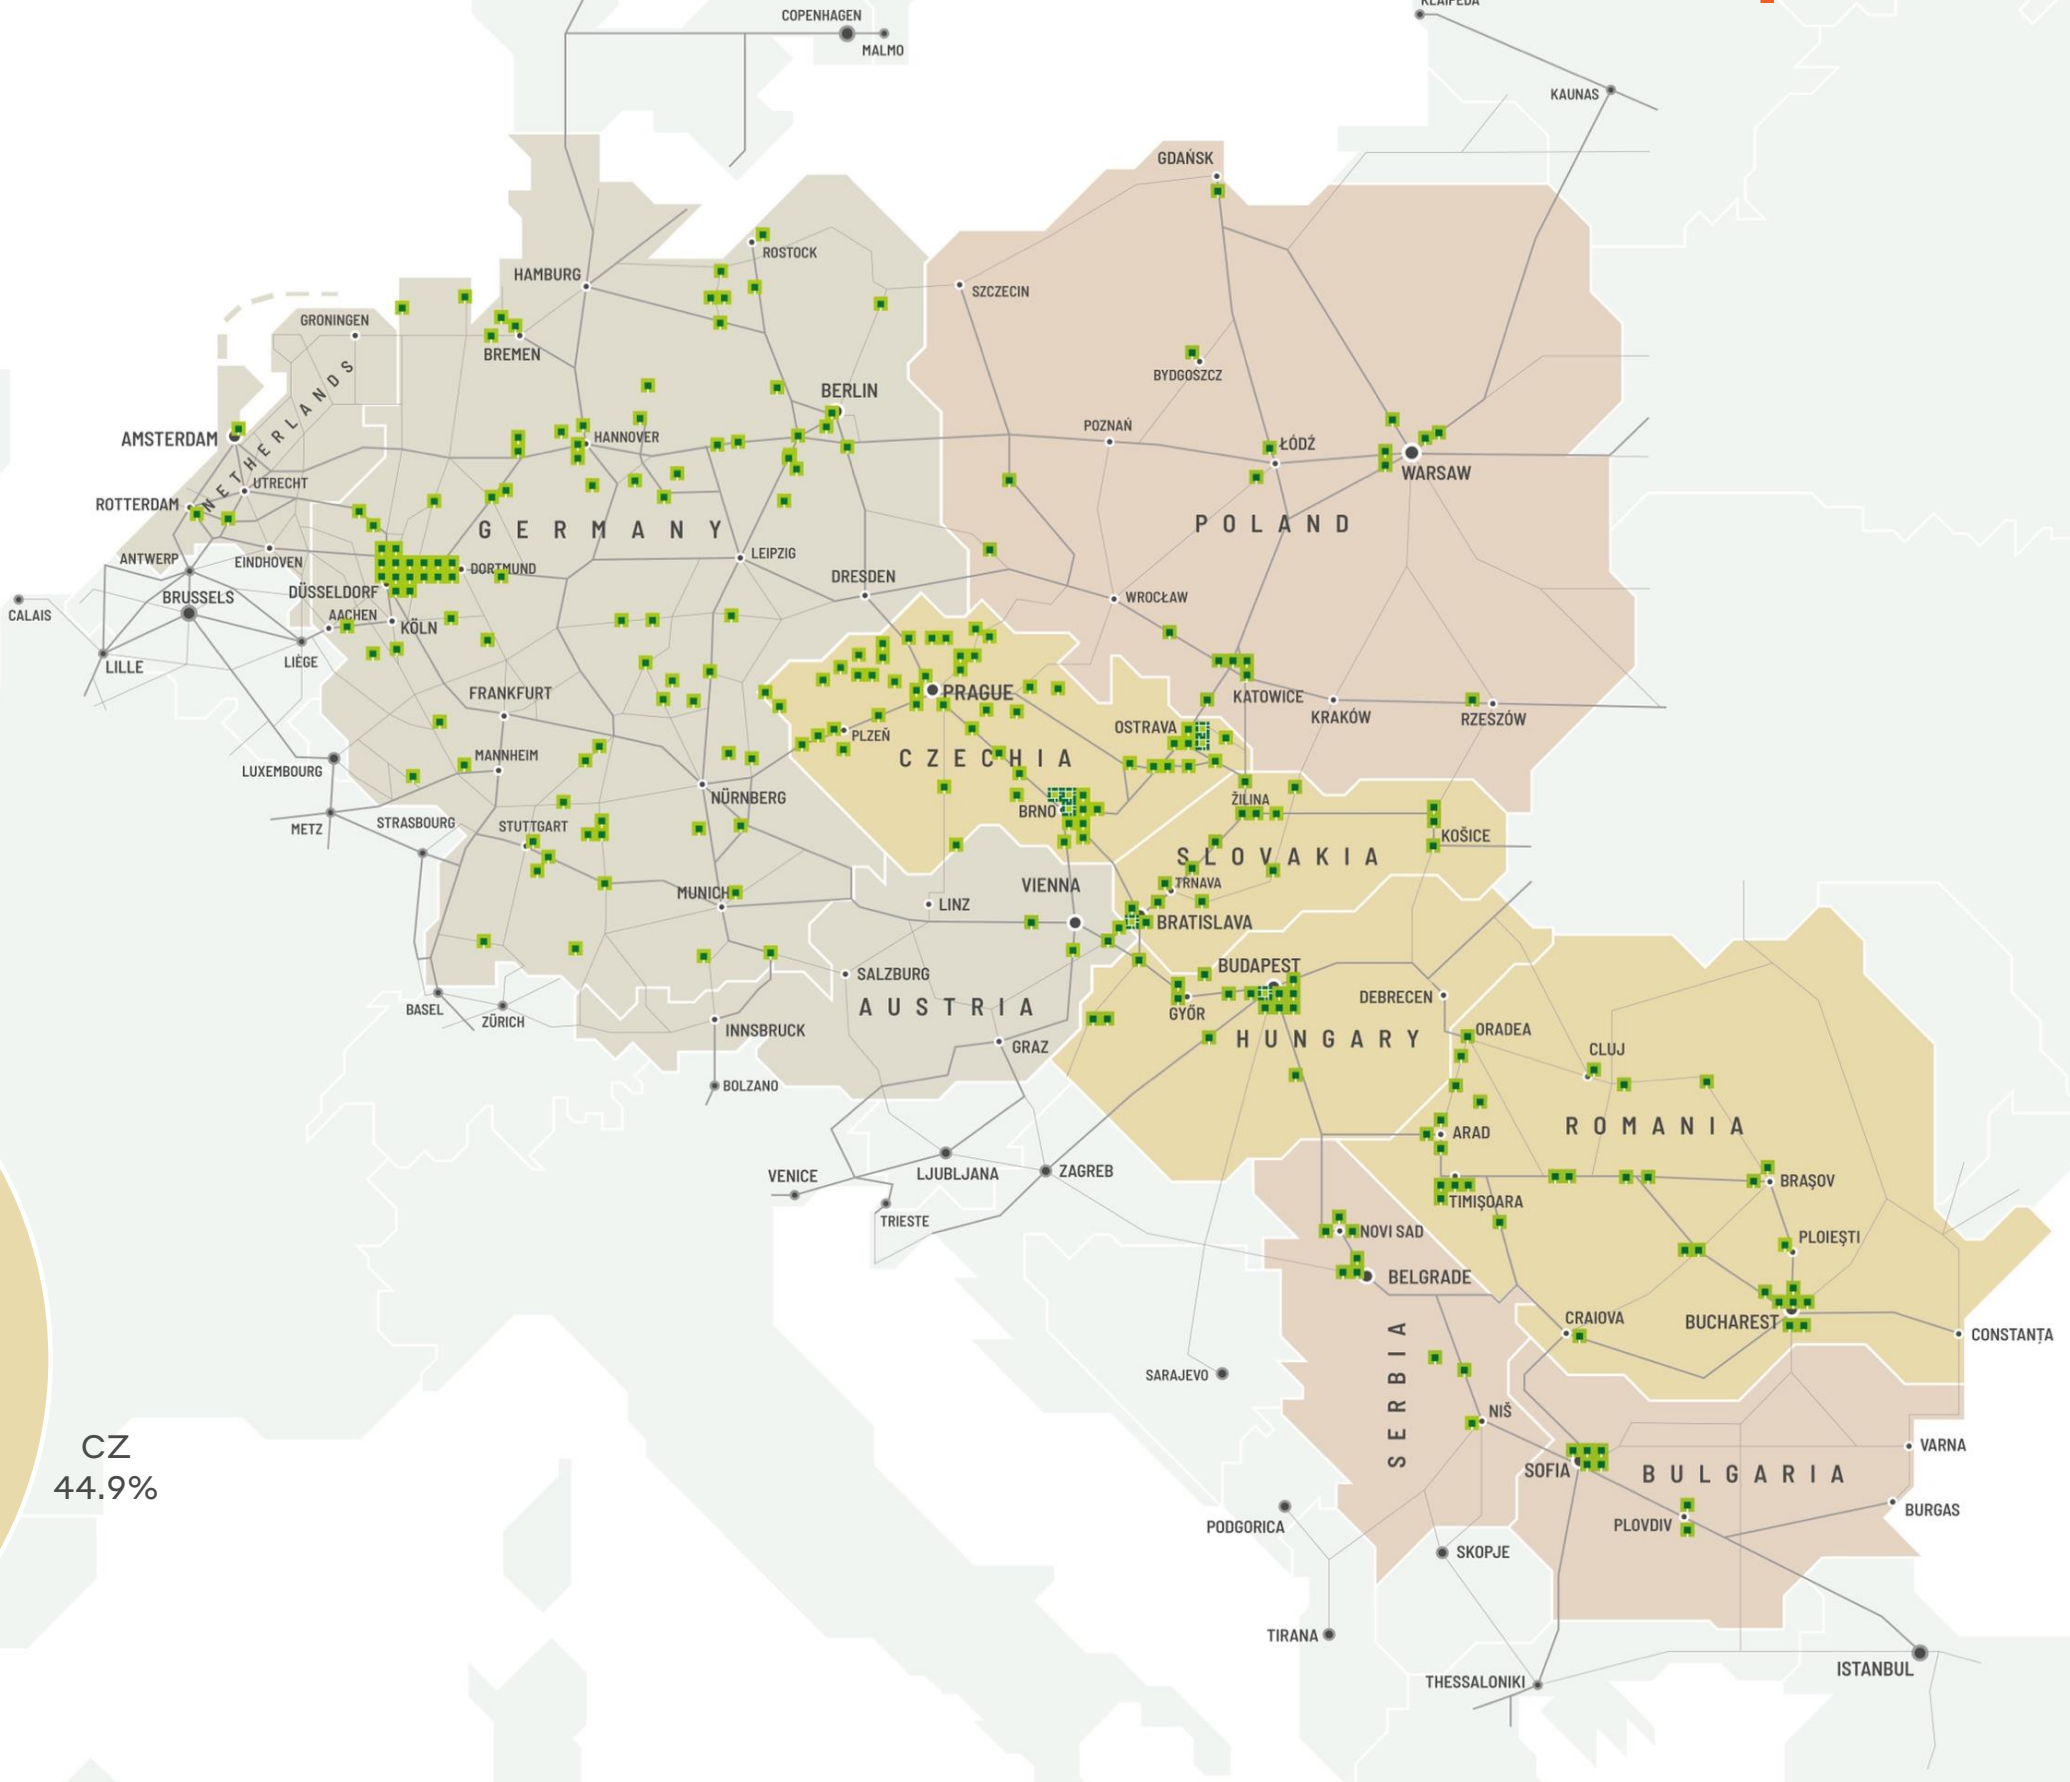 KLAIPEDA
COPENHAGEN
MALMO
KAUNAS
GDAŃSK
ROSTOCK
HAMBURG
SZCZECIN
GRONINGEN
BREMEN
BYDGOSZCZ
BERLIN
NETHERLANDS
AMSTERDAM
HANNOVER
POZNAŃ
ŁÓDŹ
WARSAW
UTRECHT
ROTTERDAM
GERMANY
POLAND
ANTWERP
EINDHOVEN
LEIPZIG
DORTMUND
DRESDEN
DÜSSELDORF
BRUSSELS
WROCŁAW
CALAIS
AACHEN
KÖLN
LIÈGE
LILLE
FRANKFURT
PRAGUE
KATOWICE
KRAKÓW
RZESZÓW
OSTRAVA
PLZEŇ
CZECHIA
MANNHEIM
LUXEMBOURG
NÜRNBERG
ŽILINA
BRNO
METZ
STRASBOURG
STUTTGART
KOŠICE
SLOVAKIA
VIENNA
TRNAVA
MUNICH
LINZ
BRATISLAVA
BUDAPEST
SALZBURG
DEBRECEN
BASEL
ZÜRICH
AUSTRIA
GYŐR
INNSBRUCK
ORADEA
HUNGARY
GRAZ
CLUJ
BOLZANO
ROMANIA
ARAD
VENICE
LJUBLJANA
ZAGREB
BRAŞOV
TIMIŞOARA
TRIESTE
NOVI SAD
PLOIEŞTI
BELGRADE
CRAIOVA
BUCHAREST
CONSTANȚA
SARAJEVO
SERBIA
NIŠ
CZ
44.9%
VARNA
SOFIA
BULGARIA
BURGAS
PODGORICA
PLOVDIV
SKOPJE
TIRANA
ISTANBUL
THESSALONIKI